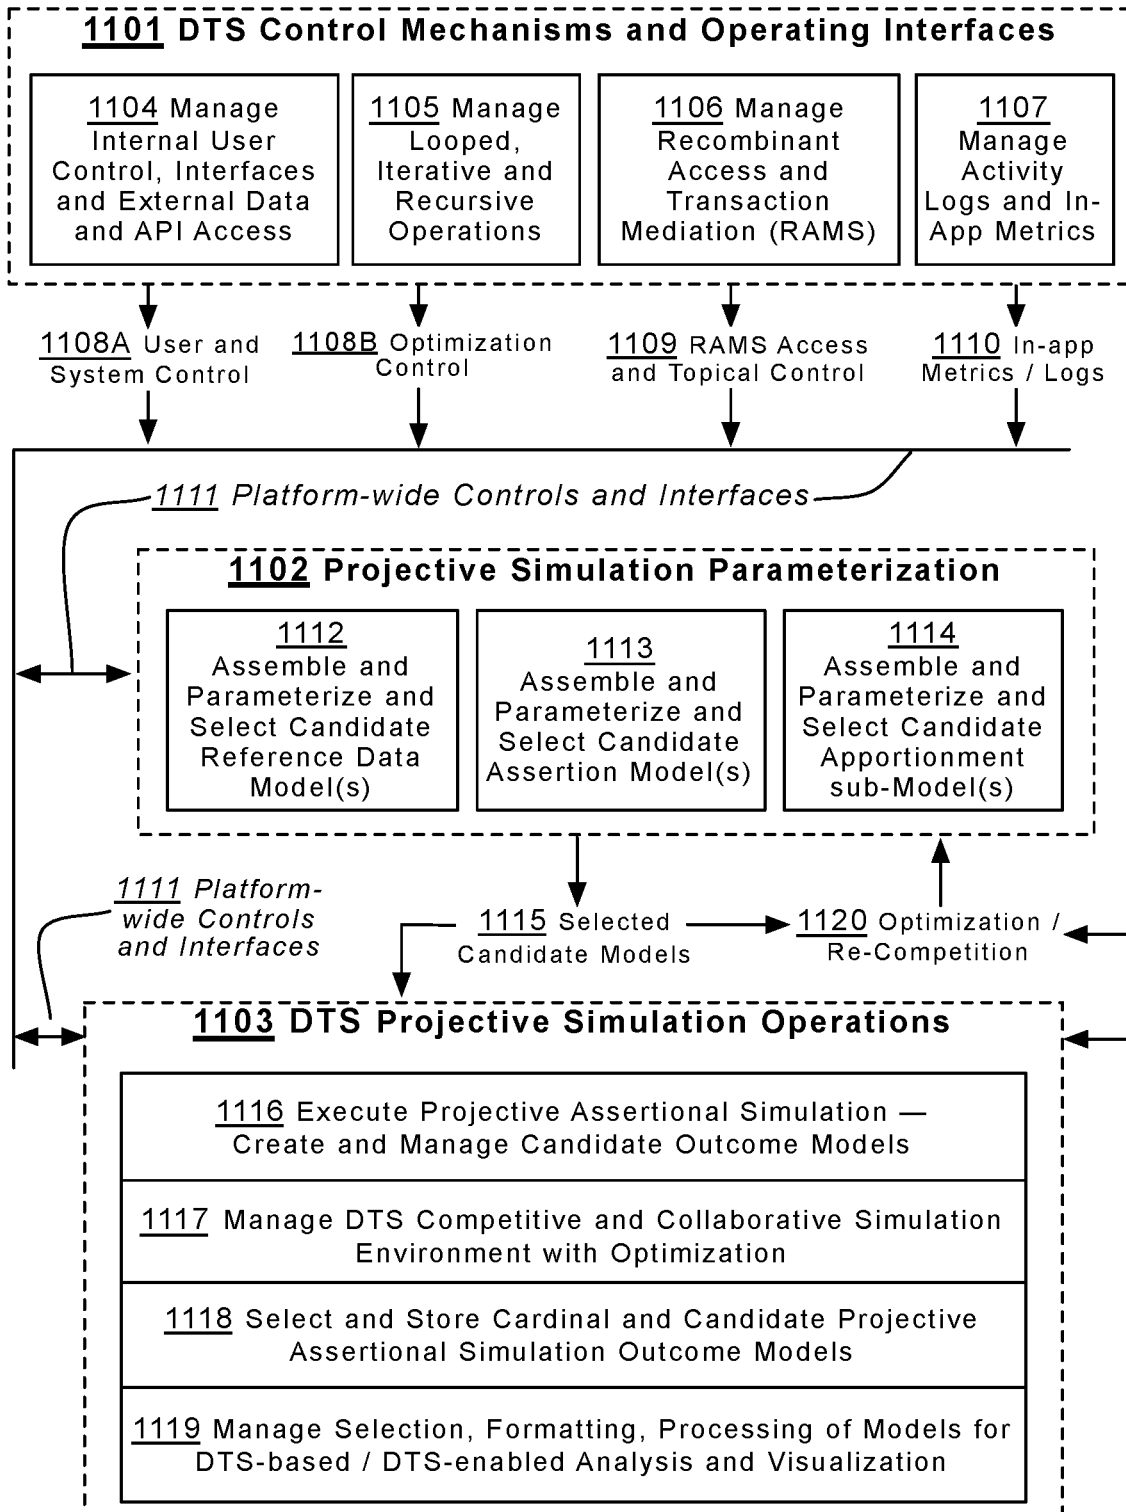 1101 DTS Control Mechanisms and Operating Interfaces
1104 Manage
Internal User
Control, Interfaces
and External Data
and API Access
1105 Manage
Looped,
Iterative and
Recursive
Operations
1106 Manage
Recombinant
Access and
Transaction
Mediation (RAMS)
1107
Manage
Activity
Logs and In-
App Metrics
1108A User and
System Control
1108B Optimization
Control
1109 RAMS Access
and Topical Control
1110 In-app
Metrics / Logs
1111 Platform-wide Controls and Interfaces
1102 Projective Simulation Parameterization
1112
Assemble and
Parameterize and
Select Candidate
Reference Data
Model(s)
1113
Assemble and
Parameterize and
Select Candidate
Assertion Model(s)
1114
Assemble and
Parameterize and
Select Candidate
Apportionment
sub-Model(s)
1111 Platform-
wide Controls
and Interfaces
1115 Selected
Candidate Models
1120 Optimization /
Re-Competition
1103 DTS Projective Simulation Operations
1116 Execute Projective Assertional Simulation —
Create and Manage Candidate Outcome Models
1117 Manage DTS Competitive and Collaborative Simulation
Environment with Optimization
1118 Select and Store Cardinal and Candidate Projective
Assertional Simulation Outcome Models
1119 Manage Selection, Formatting, Processing of Models for
DTS-based / DTS-enabled Analysis and Visualization